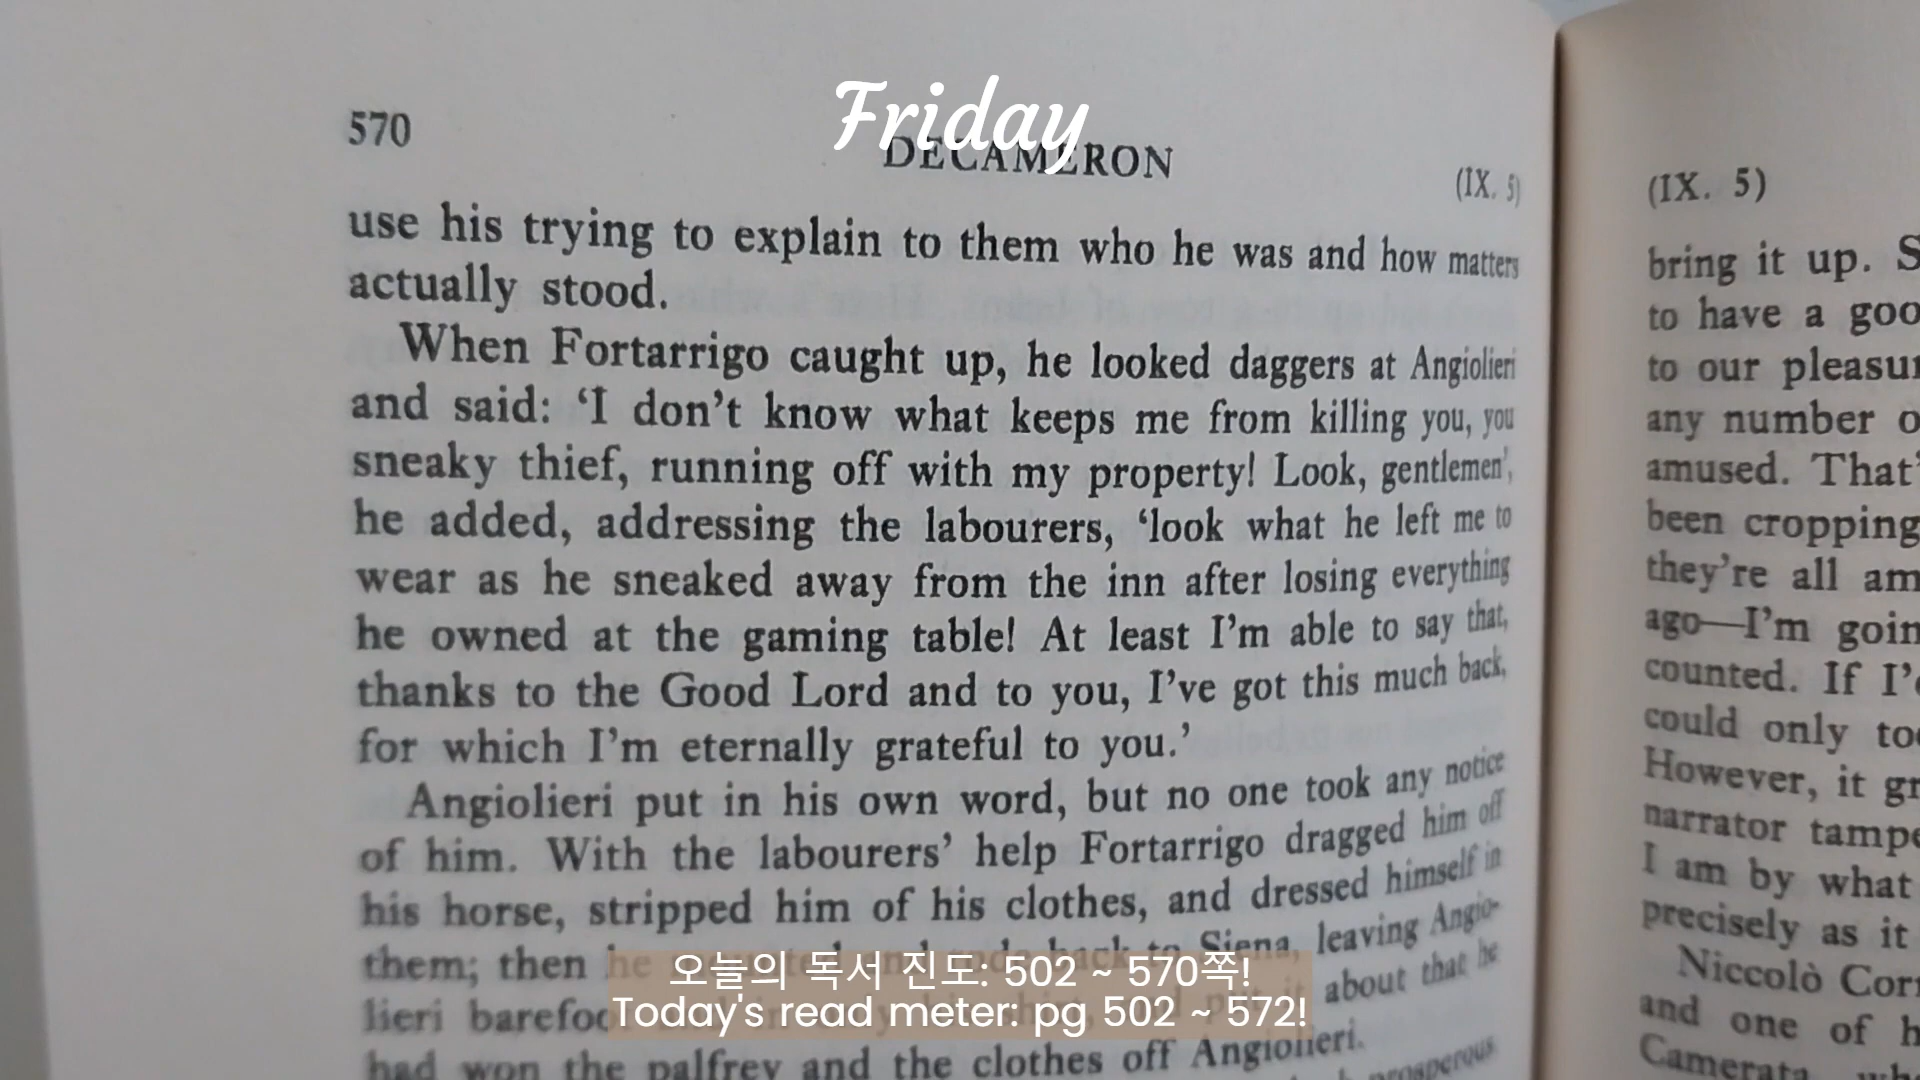 Friday
570
DECAMERON
(IX. 5)
use his trying to explain to them who he was and how matters
actually stood.
When Fortarrigo caught up, he looked daggers at Angiolieri
and said: ‘I don’t know what keeps me from killing you, you
sneaky thief, running off with my property! Look, gentlemen’,
he added, addressing the labourers, ‘look what he left me to
wear as he sneaked away from the inn after losing everything
he owned at the gaming table! At least I’m able to say that,
thanks to the Good Lord and to you, I’ve got this much back,
for which I’m eternally grateful to you.’
Angiolieri put in his own word, but no one took any notice
of him. With the labourers’ help Fortarrigo dragged him off
his horse, stripped him of his clothes, and dressed himself in
them; then he back to Siena, leaving Angio-
lieri about that he
had won the palfrey and the clothes off Angiolieri.
prosperous
(IX. 5)
bring it up.
to have a
to our
any number
amused.
been cropping
they’re all
ago—I’m
counted. If
could only
However, it
narrator
I am by what
precisely as it
Niccolò
and one of
오늘의 독서 진도: 502 ~ 570쪽!
Today's read meter: pg 502 ~ 572!